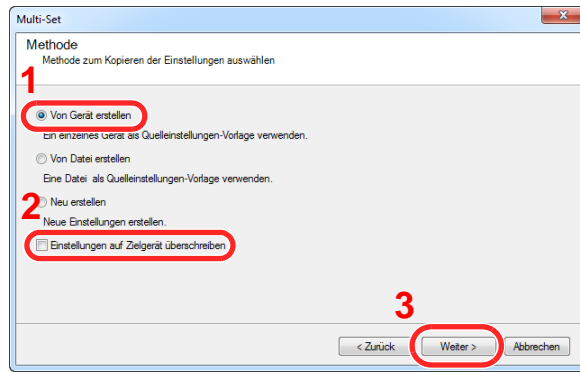 Multi-Set
Methode
Methode zum Kopieren der Einstellungen auswählen
1
Von Gerät erstellen
Ein einzelnes Gerät als Quelleinstellungen-Vorlage verwenden.
Von Datei erstellen
Eine Datei als Quelleinstellungen-Vorlage verwenden.
2
Neu erstellen
Neue Einstellungen erstellen.
Einstellungen auf Zielgerät überschreiben
3
< Zurück Weiter > Abbrechen